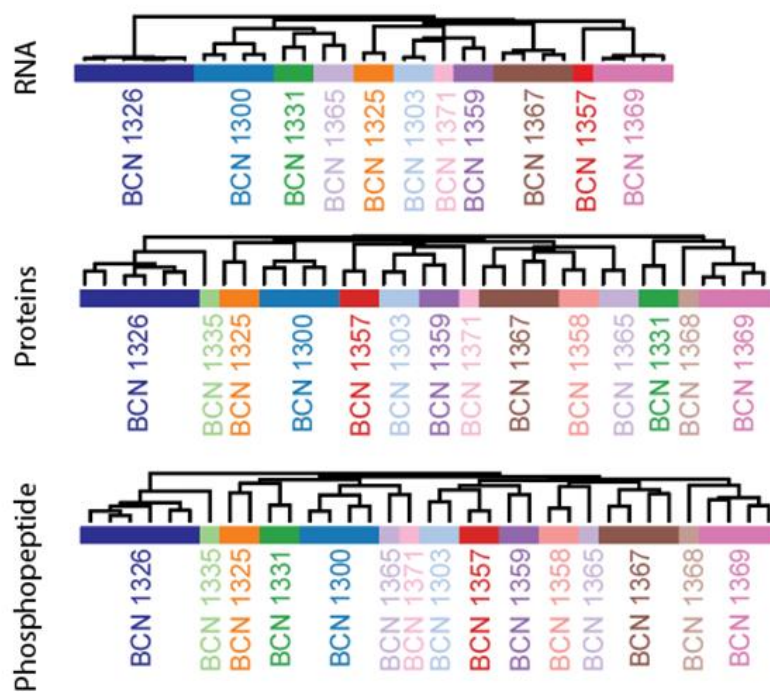 RNA
BCN 1326
BCN 1300
BCN 1331
BCN 1365
BCN 1325
BCN 1303
BCN 1371
BCN 1359
BCN 1367
BCN 1357
BCN 1369
Proteins
BCN 1326
BCN 1335
BCN 1325
BCN 1300
BCN 1357
BCN 1303
BCN 1359
BCN 1371
BCN 1367
BCN 1358
BCN 1365
BCN 1331
BCN 1368
BCN 1369
Phosphopeptide
BCN 1326
BCN 1335
BCN 1325
BCN 1331
BCN 1300
BCN 1365
BCN 1371
BCN 1303
BCN 1357
BCN 1359
BCN 1358
BCN 1365
BCN 1367
BCN 1368
BCN 1369